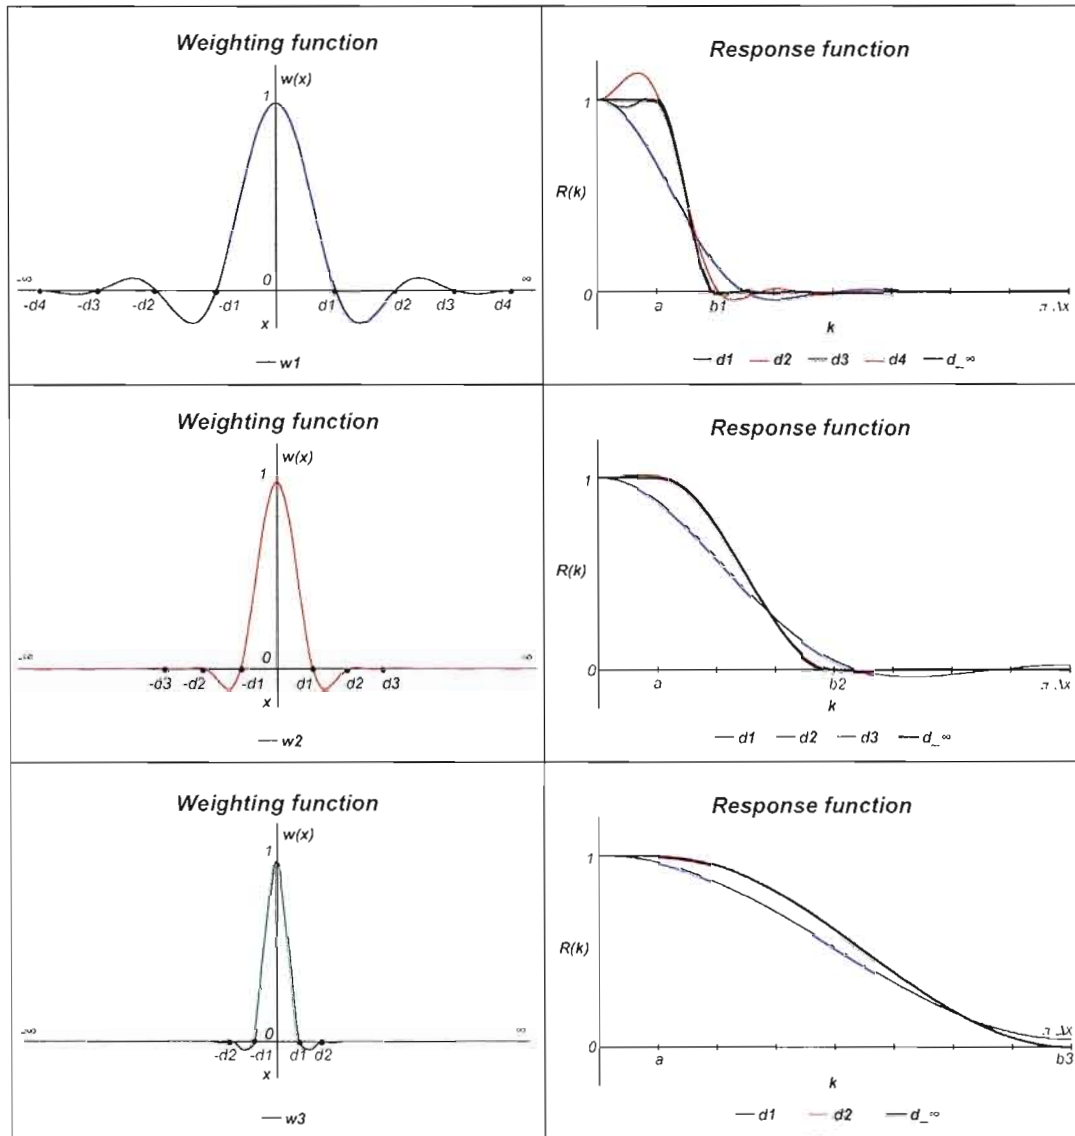 Weighting function
w(x)
1
0
-∞
∞
-d4 -d3 -d2 -d1 d1 d2 d3 d4
x
w1
Response function
1
R(k)
0
a b1 π/Δx
k
d1 d2 d3 d4 d_∞
Weighting function
w(x)
1
0
-∞
∞
-d3 -d2 -d1 d1 d2 d3
x
w2
Response function
1
R(k)
0
a b2 π/Δx
k
d1 d2 d3 d_∞
Weighting function
w(x)
1
0
-∞
∞
-d2 -d1 d1 d2
x
w3
Response function
1
R(k)
π/Δx
0
a b3
k
d1 d2 d_∞